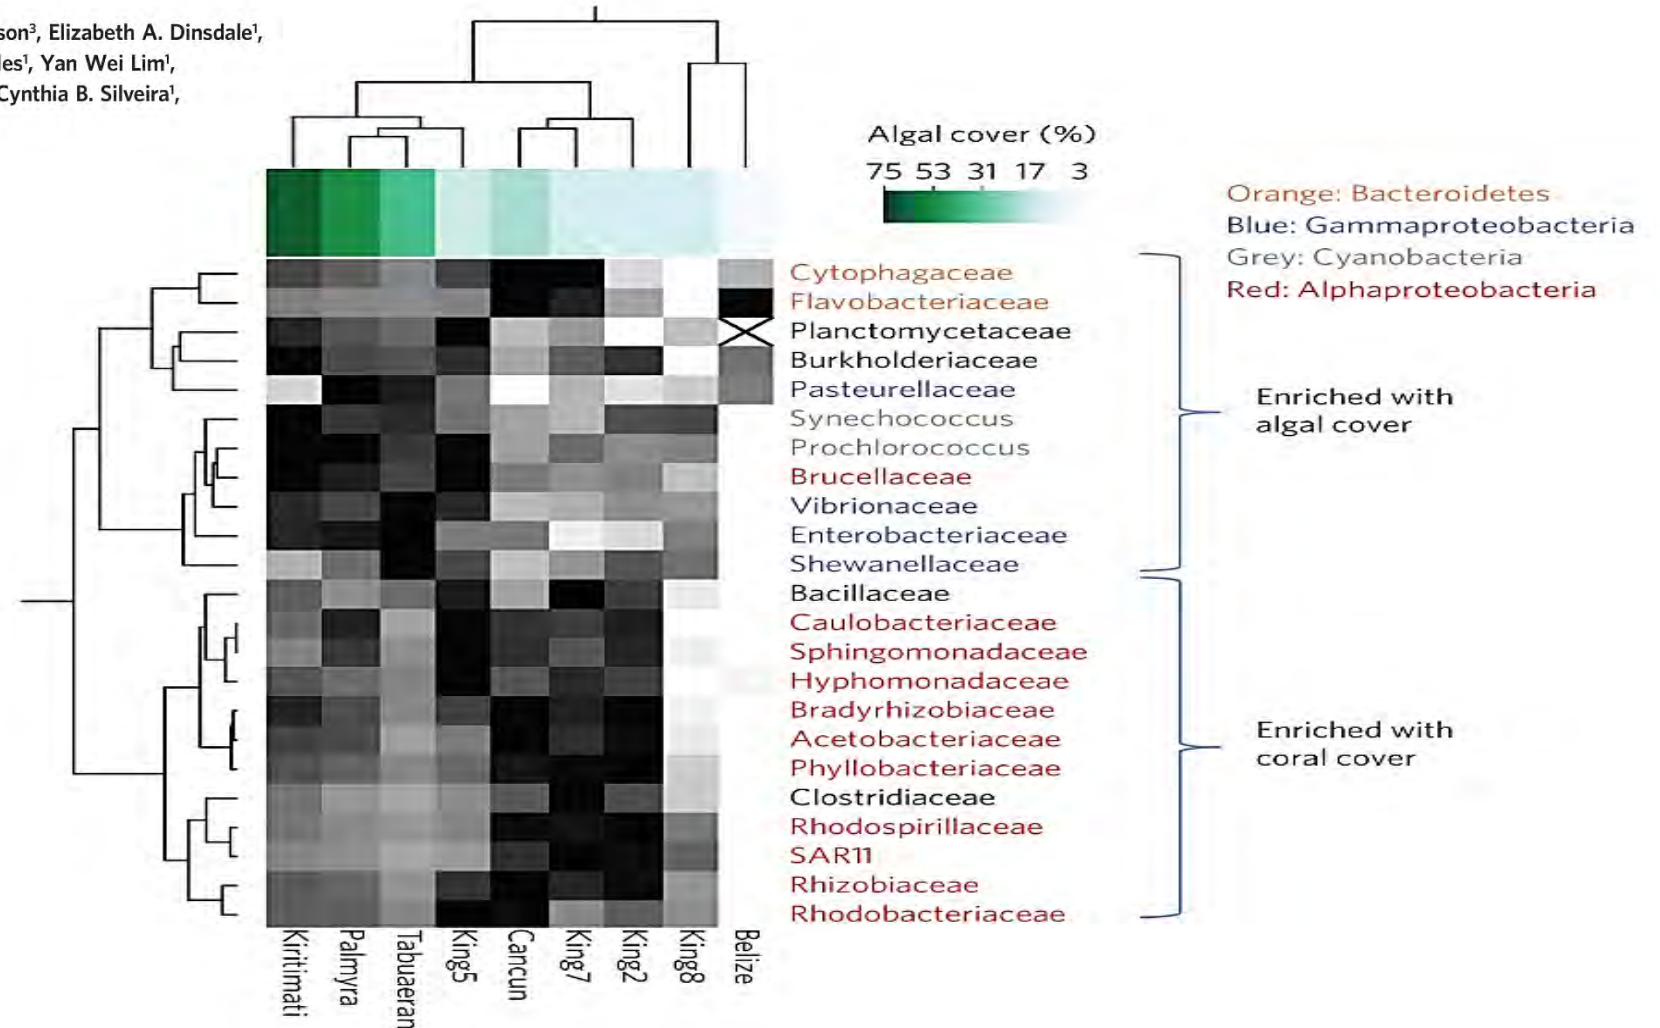 son³, Elizabeth A. Dinsdale¹,
les¹, Yan Wei Lim¹,
Cynthia B. Silveira¹,
Algal cover (%)
75 53 31 17 3
Orange: Bacteroidetes
Blue: Gammaproteobacteria
Grey: Cyanobacteria
Red: Alphaproteobacteria
Cytophagaceae
Flavobacteriaceae
Planctomycetaceae
Burkholderiaceae
Pasteurellaceae
Synechococcus
Prochlorococcus
Brucellaceae
Vibrionaceae
Enterobacteriaceae
Shewanellaceae
Bacillaceae
Caulobacteriaceae
Sphingomonadaceae
Hyphomonadaceae
Bradyrhizobiaceae
Acetobacteriaceae
Phyllobacteriaceae
Clostridiaceae
Rhodospirillaceae
SAR11
Rhizobiaceae
Rhodobacteriaceae
Enriched with
algal cover
Enriched with
coral cover
Kiritimati
Palmyra
Tabuaeran
King5
Cancun
King7
King2
King8
Belize